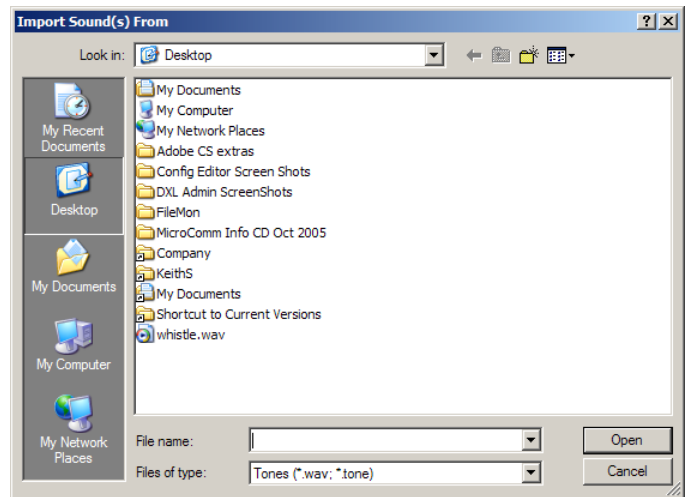 Import Sound(s) From
Look in: Desktop
My Recent
Documents
Desktop
My Documents
My Computer
My Network
Places
My Documents
My Computer
My Network Places
Adobe CS extras
Config Editor Screen Shots
DXL Admin ScreenShots
FileMon
MicroComm Info CD Oct 2005
Company
KeithS
My Documents
Shortcut to Current Versions
whistle.wav
File name: Open
Files of type: Tones (*.wav; *.tone) Cancel